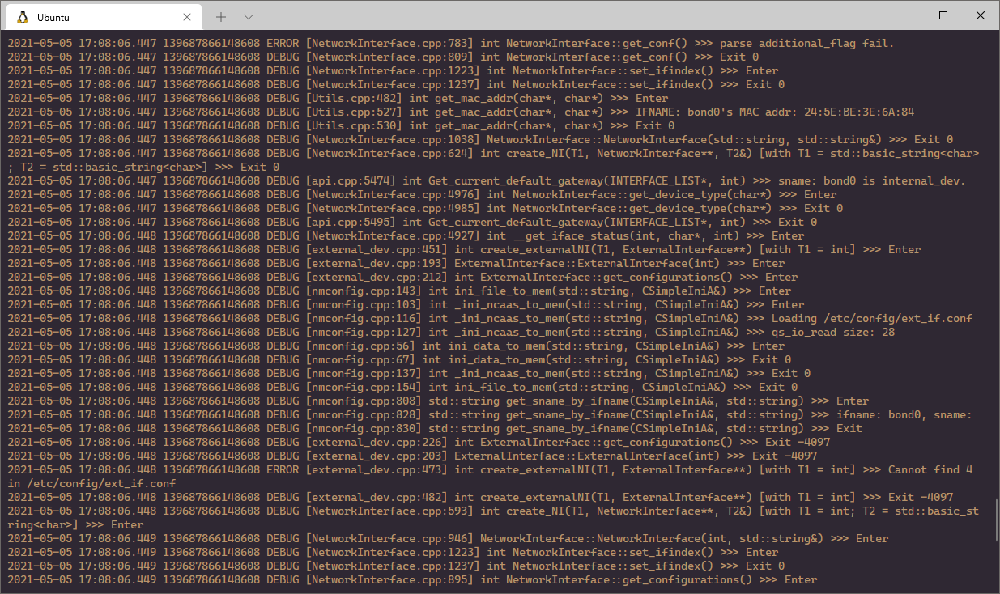 Ubuntu
2021-05-05 17:08:06.447 139687866148608 ERROR [NetworkInterface.cpp:783] int NetworkInterface::get_conf() >>> parse additional_flag fail.
2021-05-05 17:08:06.447 139687866148608 DEBUG [NetworkInterface.cpp:809] int NetworkInterface::get_conf() >>> Exit 0
2021-05-05 17:08:06.447 139687866148608 DEBUG [NetworkInterface.cpp:1223] int NetworkInterface::set_ifindex() >>> Enter
2021-05-05 17:08:06.447 139687866148608 DEBUG [NetworkInterface.cpp:1237] int NetworkInterface::set_ifindex() >>> Exit 0
2021-05-05 17:08:06.447 139687866148608 DEBUG [Utils.cpp:482] int get_mac_addr(char*, char*) >>> Enter
2021-05-05 17:08:06.447 139687866148608 DEBUG [Utils.cpp:527] int get_mac_addr(char*, char*) >>> IFNAME: bond0's MAC addr: 24:5E:BE:3E:6A:84
2021-05-05 17:08:06.447 139687866148608 DEBUG [Utils.cpp:530] int get_mac_addr(char*, char*) >>> Exit 0
2021-05-05 17:08:06.447 139687866148608 DEBUG [NetworkInterface.cpp:1038] NetworkInterface::NetworkInterface(std::string, std::string&) >>> Exit 0
2021-05-05 17:08:06.447 139687866148608 DEBUG [NetworkInterface.cpp:624] int create_NI(T1, NetworkInterface**, T2&) [with T1 = std::basic_string<char>
; T2 = std::basic_string<char>] >>> Exit 0
2021-05-05 17:08:06.447 139687866148608 DEBUG [api.cpp:5474] int Get_current_default_gateway(INTERFACE_LIST*, int) >>> sname: bond0 is internal_dev.
2021-05-05 17:08:06.447 139687866148608 DEBUG [NetworkInterface.cpp:4976] int NetworkInterface::get_device_type(char*) >>> Enter
2021-05-05 17:08:06.447 139687866148608 DEBUG [NetworkInterface.cpp:4985] int NetworkInterface::get_device_type(char*) >>> Exit 0
2021-05-05 17:08:06.447 139687866148608 DEBUG [api.cpp:5495] int Get_current_default_gateway(INTERFACE_LIST*, int) >>> Exit 0
2021-05-05 17:08:06.448 139687866148608 DEBUG [NetworkInterface.cpp:4927] int __get_iface_status(int, char*, int) >>> Enter
2021-05-05 17:08:06.448 139687866148608 DEBUG [external_dev.cpp:451] int create_externalNI(T1, ExternalInterface**) [with T1 = int] >>> Enter
2021-05-05 17:08:06.448 139687866148608 DEBUG [external_dev.cpp:193] ExternalInterface::ExternalInterface(int) >>> Enter
2021-05-05 17:08:06.448 139687866148608 DEBUG [external_dev.cpp:212] int ExternalInterface::get_configurations() >>> Enter
2021-05-05 17:08:06.448 139687866148608 DEBUG [nmconfig.cpp:143] int ini_file_to_mem(std::string, CSimpleIniA&) >>> Enter
2021-05-05 17:08:06.448 139687866148608 DEBUG [nmconfig.cpp:103] int _ini_ncaas_to_mem(std::string, CSimpleIniA&) >>> Enter
2021-05-05 17:08:06.448 139687866148608 DEBUG [nmconfig.cpp:116] int _ini_ncaas_to_mem(std::string, CSimpleIniA&) >>> Loading /etc/config/ext_if.conf
2021-05-05 17:08:06.448 139687866148608 DEBUG [nmconfig.cpp:127] int _ini_ncaas_to_mem(std::string, CSimpleIniA&) >>> qs_io_read size: 28
2021-05-05 17:08:06.448 139687866148608 DEBUG [nmconfig.cpp:56] int ini_data_to_mem(std::string, CSimpleIniA&) >>> Enter
2021-05-05 17:08:06.448 139687866148608 DEBUG [nmconfig.cpp:67] int ini_data_to_mem(std::string, CSimpleIniA&) >>> Exit 0
2021-05-05 17:08:06.448 139687866148608 DEBUG [nmconfig.cpp:137] int _ini_ncaas_to_mem(std::string, CSimpleIniA&) >>> Exit 0
2021-05-05 17:08:06.448 139687866148608 DEBUG [nmconfig.cpp:154] int ini_file_to_mem(std::string, CSimpleIniA&) >>> Exit 0
2021-05-05 17:08:06.448 139687866148608 DEBUG [nmconfig.cpp:808] std::string get_sname_by_ifname(CSimpleIniA&, std::string) >>> Enter
2021-05-05 17:08:06.448 139687866148608 DEBUG [nmconfig.cpp:828] std::string get_sname_by_ifname(CSimpleIniA&, std::string) >>> ifname: bond0, sname:
2021-05-05 17:08:06.448 139687866148608 DEBUG [nmconfig.cpp:830] std::string get_sname_by_ifname(CSimpleIniA&, std::string) >>> Exit
2021-05-05 17:08:06.448 139687866148608 DEBUG [external_dev.cpp:226] int ExternalInterface::get_configurations() >>> Exit -4097
2021-05-05 17:08:06.448 139687866148608 DEBUG [external_dev.cpp:203] ExternalInterface::ExternalInterface(int) >>> Exit -4097
2021-05-05 17:08:06.448 139687866148608 ERROR [external_dev.cpp:473] int create_externalNI(T1, ExternalInterface**) [with T1 = int] >>> Cannot find 4
in /etc/config/ext_if.conf
2021-05-05 17:08:06.448 139687866148608 DEBUG [external_dev.cpp:482] int create_externalNI(T1, ExternalInterface**) [with T1 = int] >>> Exit -4097
2021-05-05 17:08:06.448 139687866148608 DEBUG [NetworkInterface.cpp:593] int create_NI(T1, NetworkInterface**, T2&) [with T1 = int; T2 = std::basic_st
ring<char>] >>> Enter
2021-05-05 17:08:06.449 139687866148608 DEBUG [NetworkInterface.cpp:946] NetworkInterface::NetworkInterface(int, std::string&) >>> Enter
2021-05-05 17:08:06.449 139687866148608 DEBUG [NetworkInterface.cpp:1223] int NetworkInterface::set_ifindex() >>> Enter
2021-05-05 17:08:06.449 139687866148608 DEBUG [NetworkInterface.cpp:1237] int NetworkInterface::set_ifindex() >>> Exit 0
2021-05-05 17:08:06.449 139687866148608 DEBUG [NetworkInterface.cpp:895] int NetworkInterface::get_configurations() >>> Enter